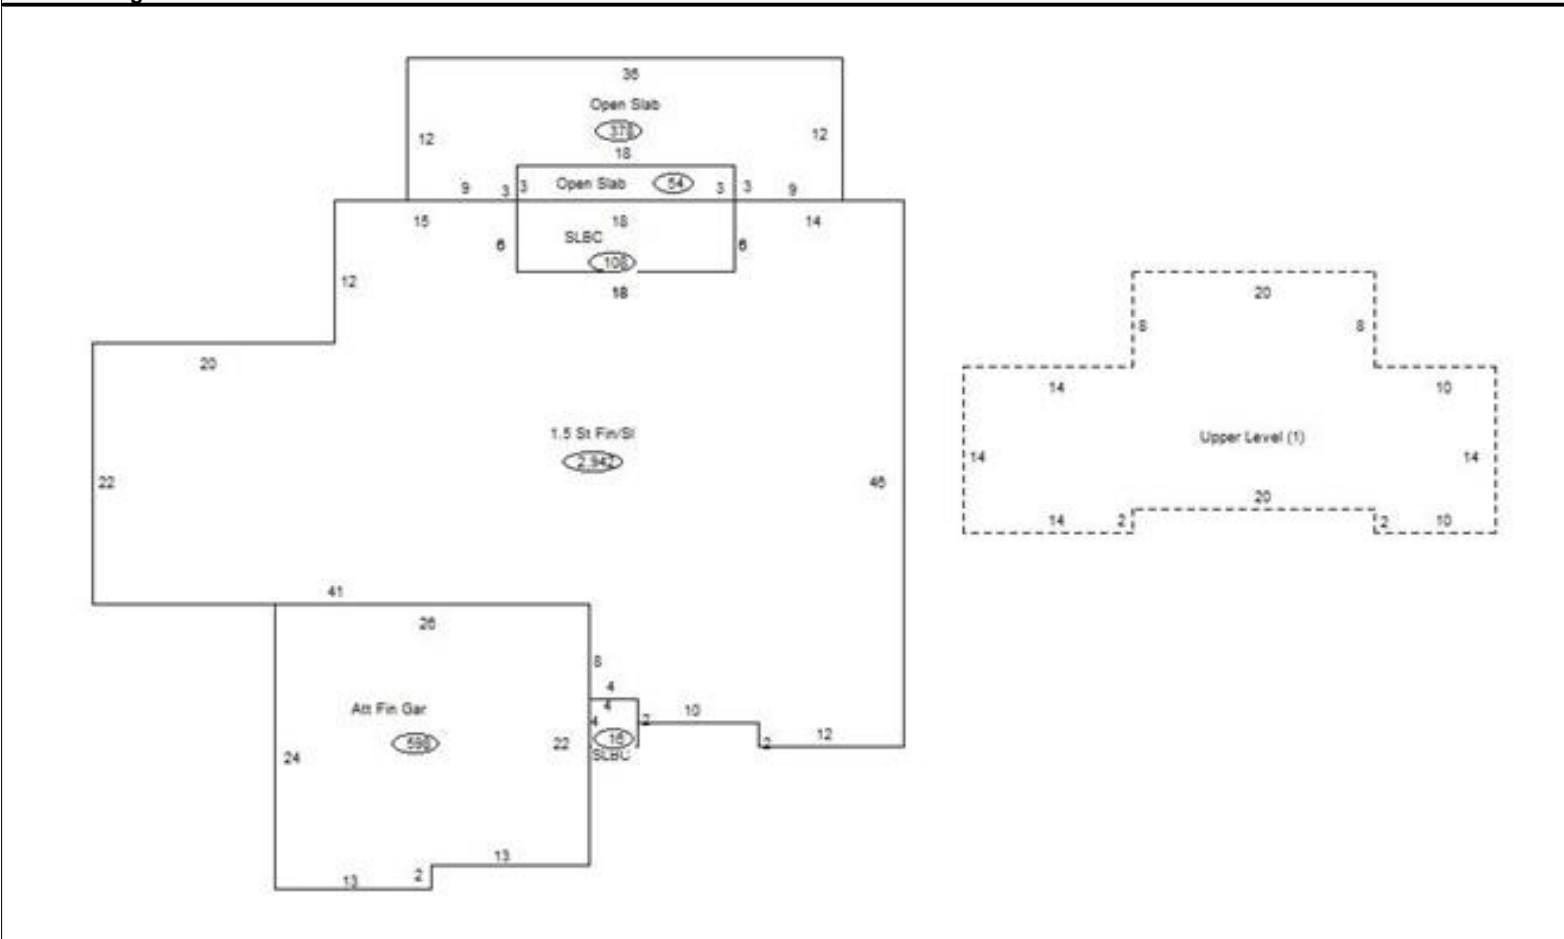 36
Open Slab
378
12 12
18
9 3 3 Open Slab 54 3 3 9
15 18 14
6 SLBC 6
108
12 18
20
1.5 St Fin/Sl
2,942
22 46
41
26
8
4
4
4 2 10
Att Fin Gar
598 22 16 2 12
SLBC
24
13
13 2
20
8 8
14 10
Upper Level (1)
14 14
20
14 2 2 10